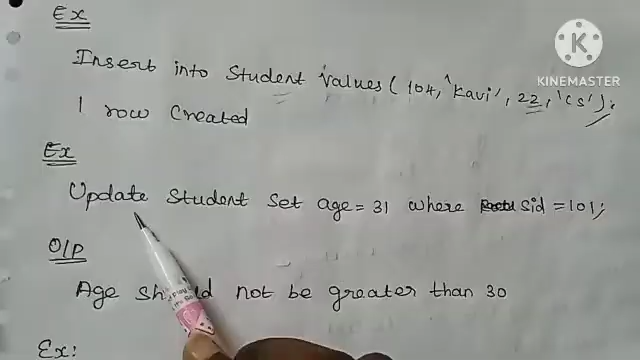 Ex
Insert into Student Values (104, 'Kavi', 22, 'CS');
1 row Created
Ex
Update Student Set age = 31 where sid = 101;
O/P
Age should not be greater than 30
Ex:
K
KINEMASTER